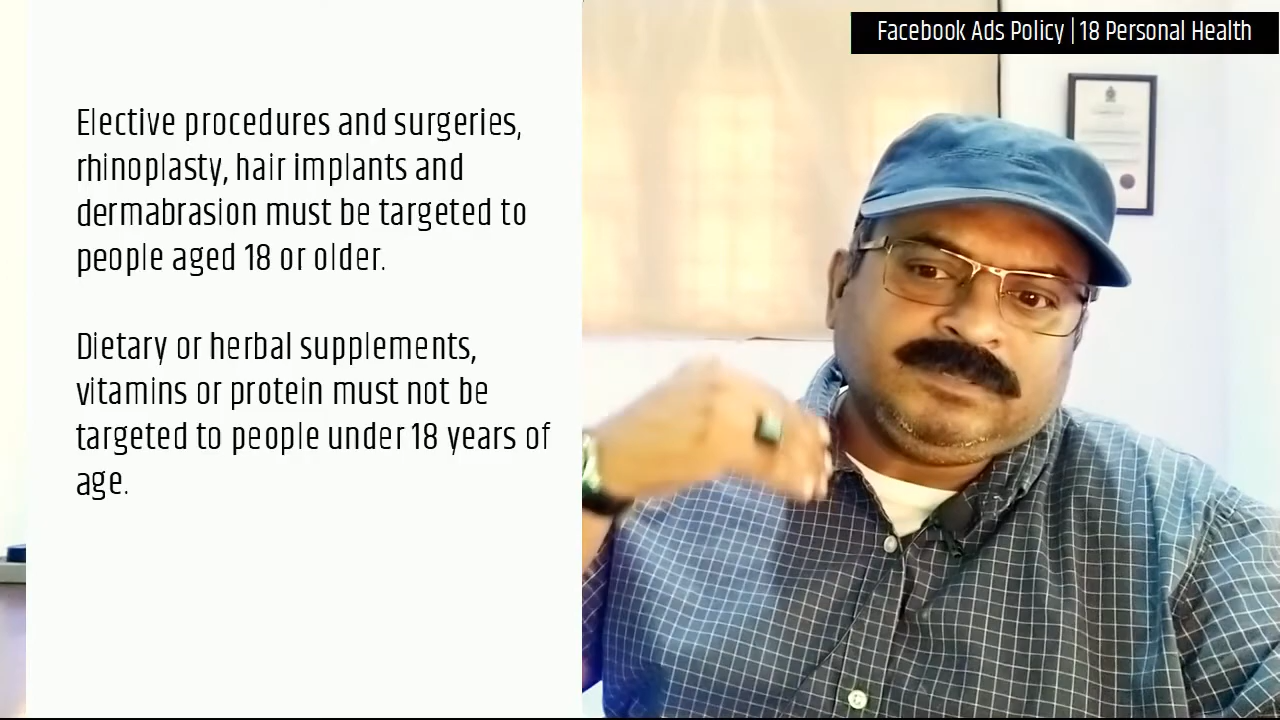 Facebook Ads Policy | 18 Personal Health
Elective procedures and surgeries,
rhinoplasty, hair implants and
dermabrasion must be targeted to
people aged 18 or older.
Dietary or herbal supplements,
vitamins or protein must not be
targeted to people under 18 years of
age.